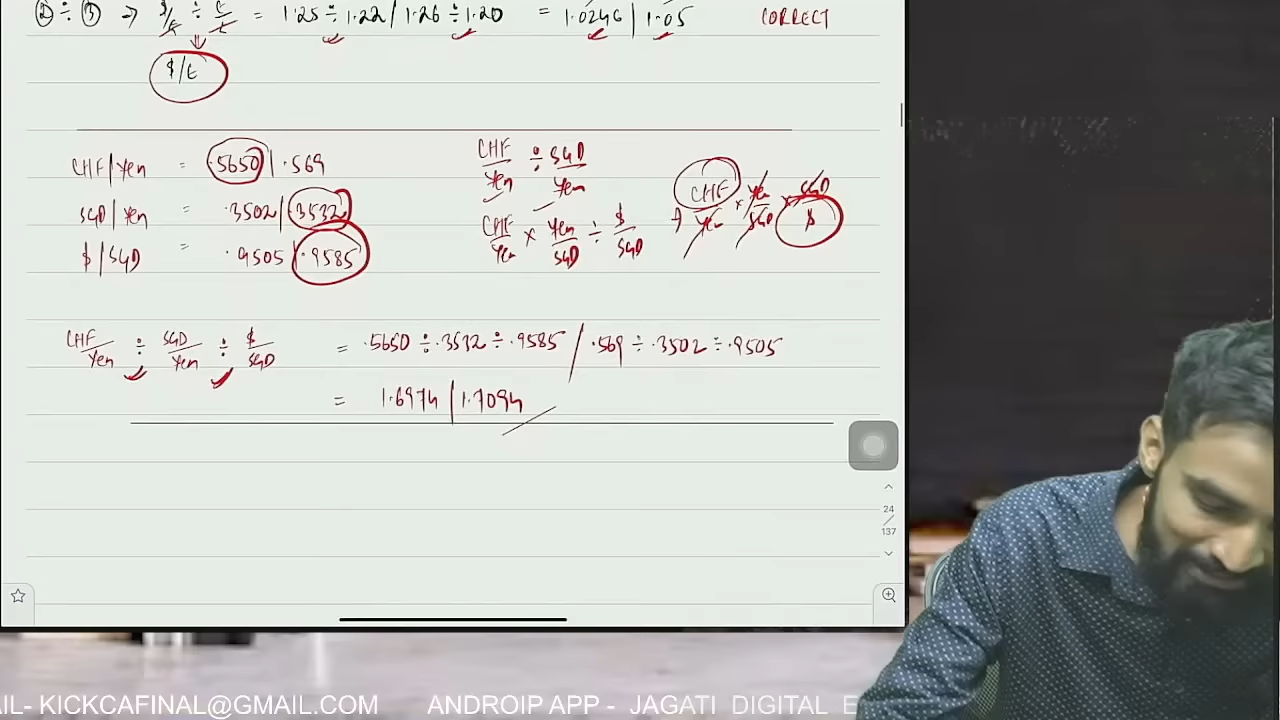 ② ÷ ③ ⇒ $/£ ÷ €/£ = 1.25 ÷ 1.22 / 1.26 ÷ 1.20 = 1.0246 | 1.05 CORRECT
$/€
CHF/Yen = .5650 | .569
SGD/Yen = .3502 | .3532
$/SGD = .9505 | .9585
CHF/Yen ÷ SGD/Yen
CHF/Yen × Yen/SGD ÷ $/SGD
⇒ CHF/Yen × Yen/SGD × SGD/$
CHF/Yen ÷ SGD/Yen ÷ $/SGD = .5650 ÷ .3532 ÷ .9585 / .569 ÷ .3502 ÷ .9505
= 1.6974 | 1.7094
24
/
137
AIL- KICKCAFINAL@GMAIL.COM ANDROIP APP - JAGATI DIGITAL E